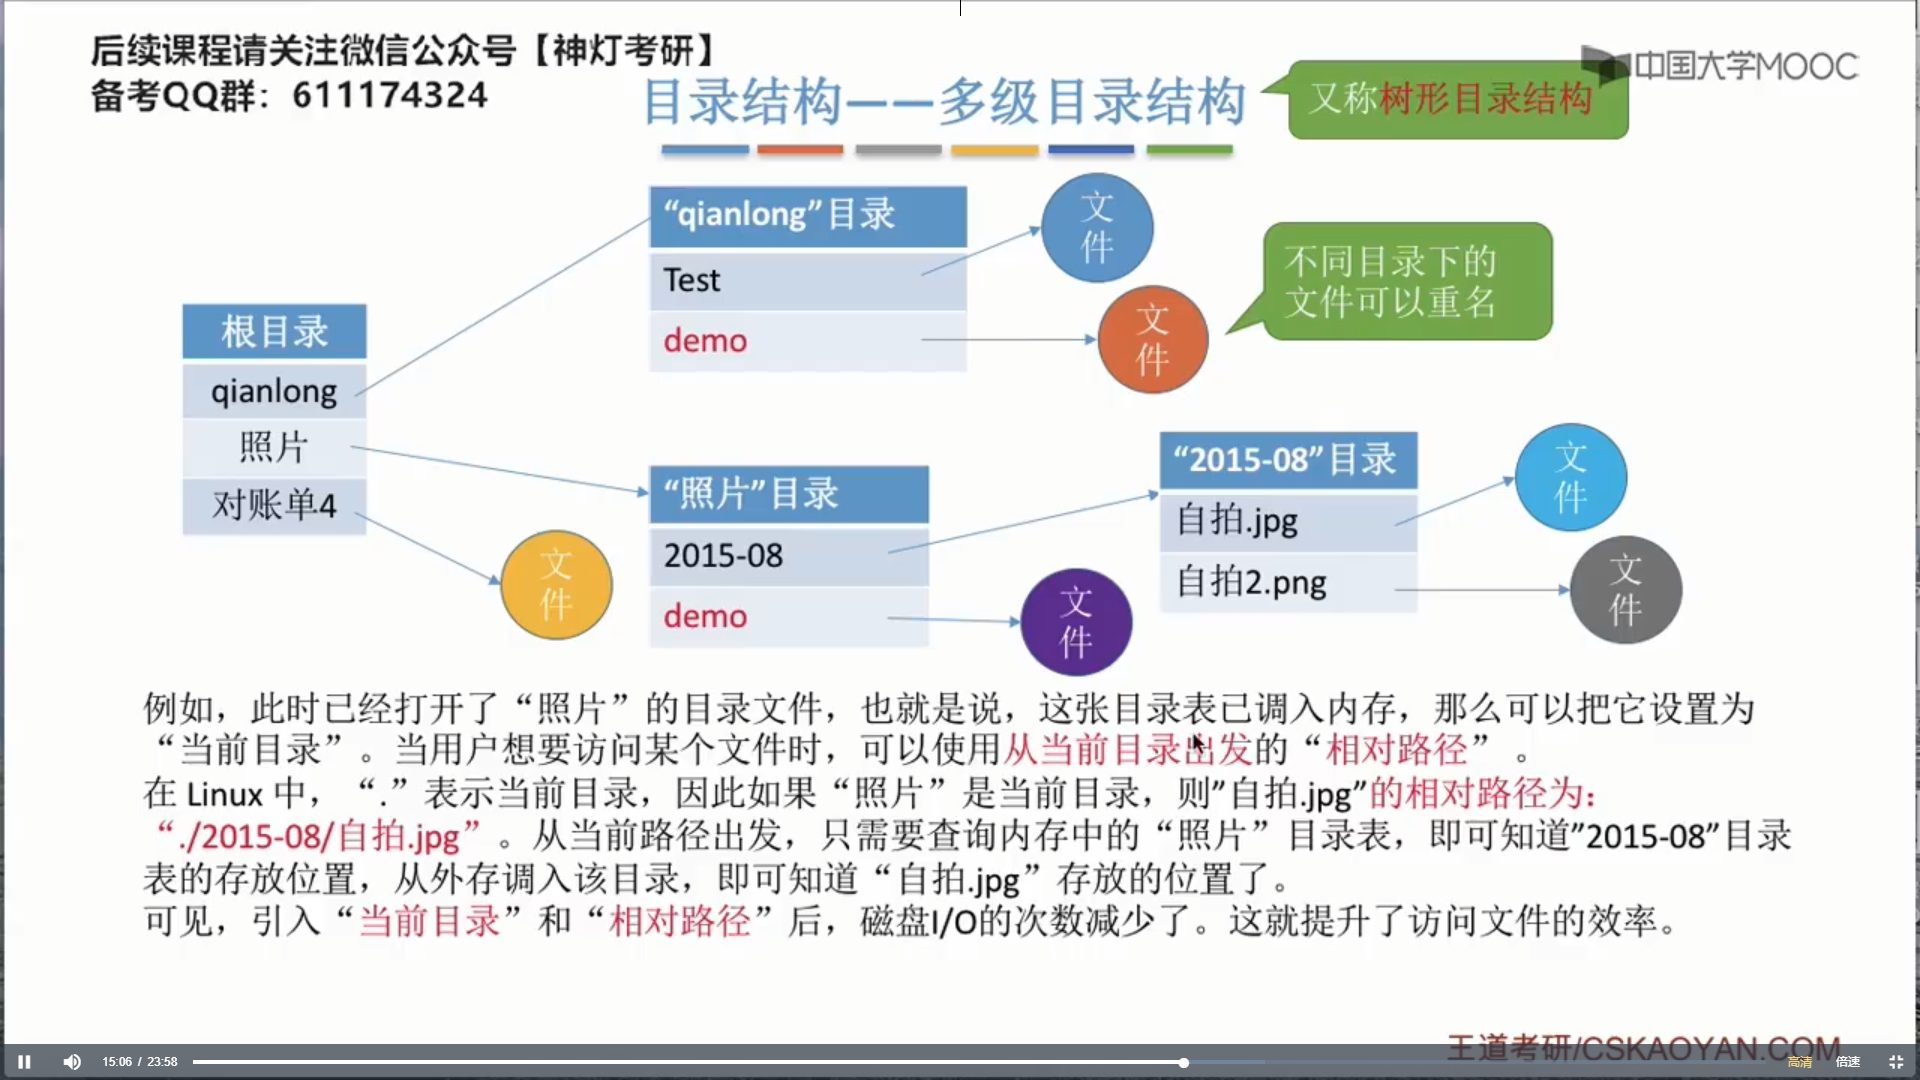 后续课程请关注微信公众号【神灯考研】
备考QQ群：611174324
中国大学MOOC
目录结构——多级目录结构
又称树形目录结构
“qianlong”目录
Test
demo
文件
文件
不同目录下的
文件可以重名
根目录
qianlong
照片
对账单4
文件
“照片”目录
2015-08
demo
文件
“2015-08”目录
自拍.jpg
自拍2.png
文件
文件
例如，此时已经打开了“照片”的目录文件，也就是说，这张目录表已调入内存，那么可以把它设置为
“当前目录”。当用户想要访问某个文件时，可以使用从当前目录出发的“相对路径”。
在 Linux 中，“.”表示当前目录，因此如果“照片”是当前目录，则”自拍.jpg”的相对路径为：
“./2015-08/自拍.jpg”。从当前路径出发，只需要查询内存中的“照片”目录表，即可知道”2015-08”目录
表的存放位置，从外存调入该目录，即可知道“自拍.jpg”存放的位置了。
可见，引入“当前目录”和“相对路径”后，磁盘I/O的次数减少了。这就提升了访问文件的效率。
王道考研/CSKAOYAN.COM
15:06 / 23:58
高清
倍速